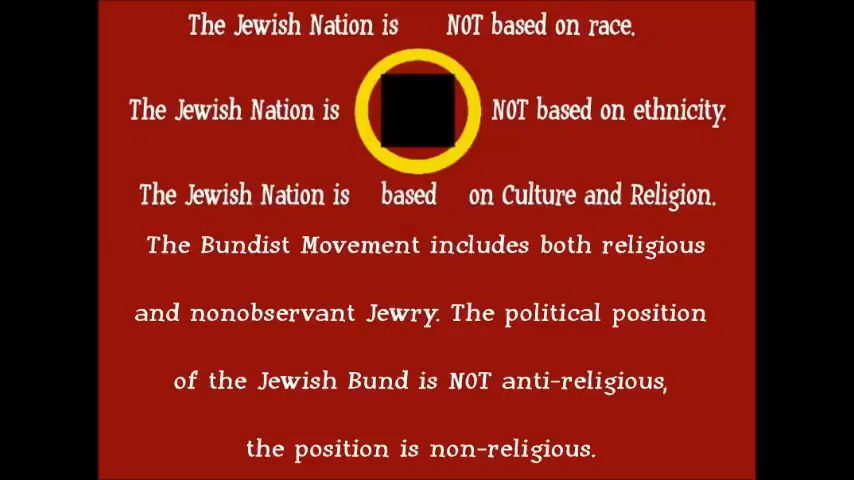 The Jewish Nation is NOT based on race.
The Jewish Nation is NOT based on ethnicity.
The Jewish Nation is based on Culture and Religion.
The Bundist Movement includes both religious
and nonobservant Jewry. The political position
of the Jewish Bund is NOT anti-religious,
the position is non-religious.